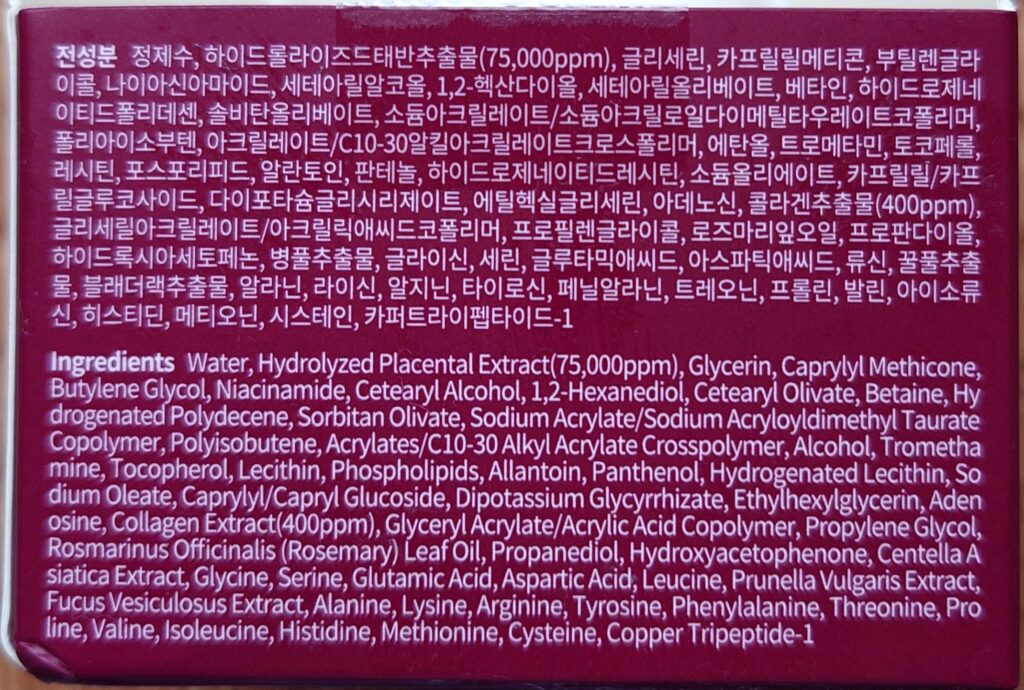 전성분 정제수, 하이드롤라이즈드태반추출물(75,000ppm), 글리세린, 카프릴릴메티콘, 부틸렌글라
이콜, 나이아신아마이드, 세테아릴알코올, 1,2-헥산다이올, 세테아릴올리베이트, 베타인, 하이드로제네
이티드폴리데센, 솔비탄올리베이트, 소듐아크릴레이트/소듐아크릴로일다이메틸타우레이트코폴리머,
폴리아이소부텐, 아크릴레이트/C10-30알킬아크릴레이트크로스폴리머, 에탄올, 트로메타민, 토코페롤,
레시틴, 포스포리피드, 알란토인, 판테놀, 하이드로제네이티드레시틴, 소듐올리에이트, 카프릴릴/카프
릴글루코사이드, 다이포타슘글리시리제이트, 에틸헥실글리세린, 아데노신, 콜라겐추출물(400ppm),
글리세릴아크릴레이트/아크릴릭애씨드코폴리머, 프로필렌글라이콜, 로즈마리잎오일, 프로판다이올,
하이드록시아세토페논, 병풀추출물, 글라이신, 세린, 글루타믹애씨드, 아스파틱애씨드, 류신, 꿀풀추출
물, 블래더랙추출물, 알라닌, 라이신, 알지닌, 타이로신, 페닐알라닌, 트레오닌, 프롤린, 발린, 아이소류
신, 히스티딘, 메티오닌, 시스테인, 카퍼트라이펩타이드-1
Ingredients Water, Hydrolyzed Placental Extract(75,000ppm), Glycerin, Caprylyl Methicone,
Butylene Glycol, Niacinamide, Cetearyl Alcohol, 1,2-Hexanediol, Cetearyl Olivate, Betaine, Hy
drogenated Polydecene, Sorbitan Olivate, Sodium Acrylate/Sodium Acryloyldimethyl Taurate
Copolymer, Polyisobutene, Acrylates/C10-30 Alkyl Acrylate Crosspolymer, Alcohol, Trometha
mine, Tocopherol, Lecithin, Phospholipids, Allantoin, Panthenol, Hydrogenated Lecithin, So
dium Oleate, Caprylyl/Capryl Glucoside, Dipotassium Glycyrrhizate, Ethylhexylglycerin, Aden
osine, Collagen Extract(400ppm), Glyceryl Acrylate/Acrylic Acid Copolymer, Propylene Glycol,
Rosmarinus Officinalis (Rosemary) Leaf Oil, Propanediol, Hydroxyacetophenone, Centella A
siatica Extract, Glycine, Serine, Glutamic Acid, Aspartic Acid, Leucine, Prunella Vulgaris Extract,
Fucus Vesiculosus Extract, Alanine, Lysine, Arginine, Tyrosine, Phenylalanine, Threonine, Pro
line, Valine, Isoleucine, Histidine, Methionine, Cysteine, Copper Tripeptide-1